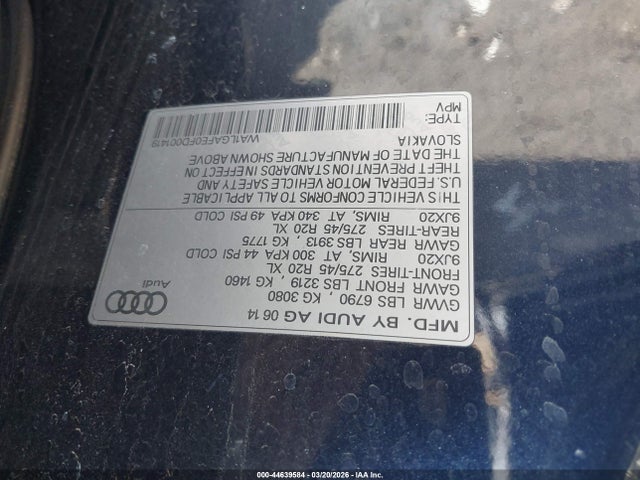 MFD. BY AUDI AG 06 14
GVWR LBS 6790 , KG 3080
GAWR FRONT LBS 3219 , KG 1460
FRONT-TIRES 275/45 R20 XL
9JX20 RIMS, AT 300 KPA 44 PSI COLD
GAWR REAR LBS 3913 , KG 1775
REAR-TIRES 275/45 R20 XL
9JX20 RIMS, AT 340 KPA 49 PSI COLD
THIS VEHICLE CONFORMS TO ALL APPLICABLE
U.S. FEDERAL MOTOR VEHICLE SAFETY AND
THEFT PREVENTION STANDARDS IN EFFECT ON
THE DATE OF MANUFACTURE SHOWN ABOVE
SLOVAKIA
WA1LGAFE0FD001419
TYPE:
MPV
Audi
000-44639584 | 03/20/2026 | IAA Inc.